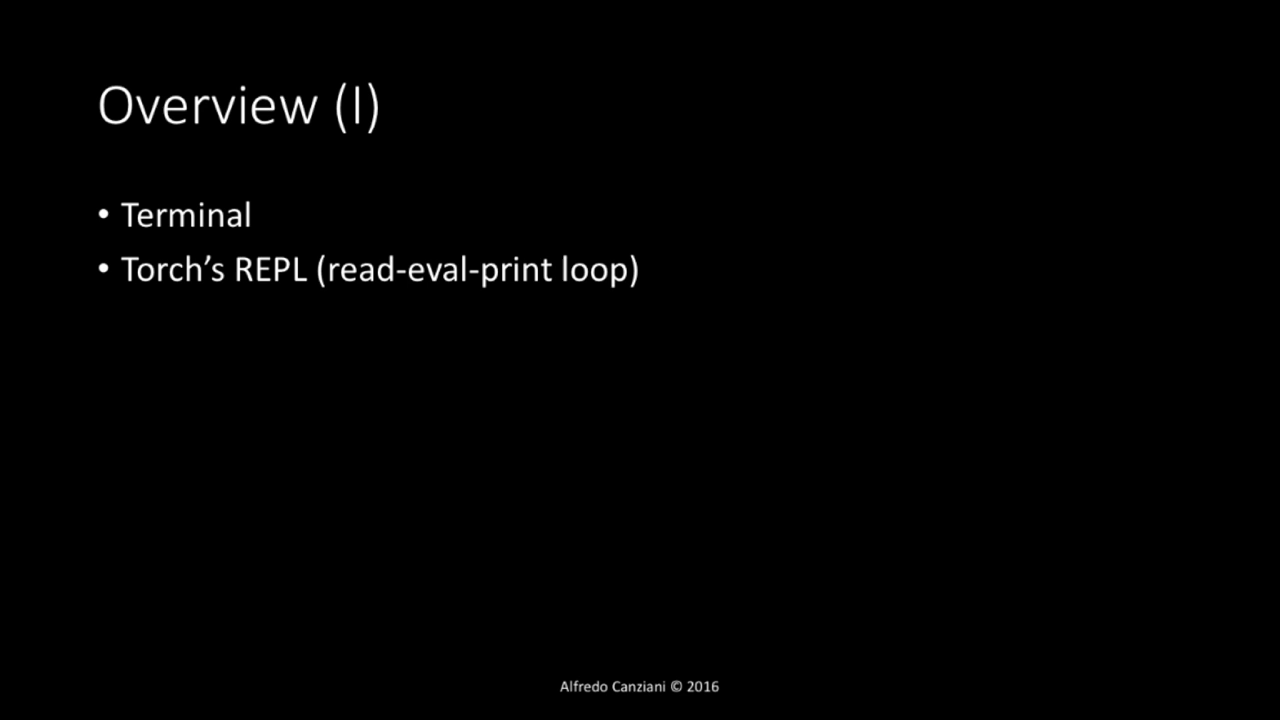 Overview (I)
• Terminal
• Torch’s REPL (read-eval-print loop)
Alfredo Canziani © 2016